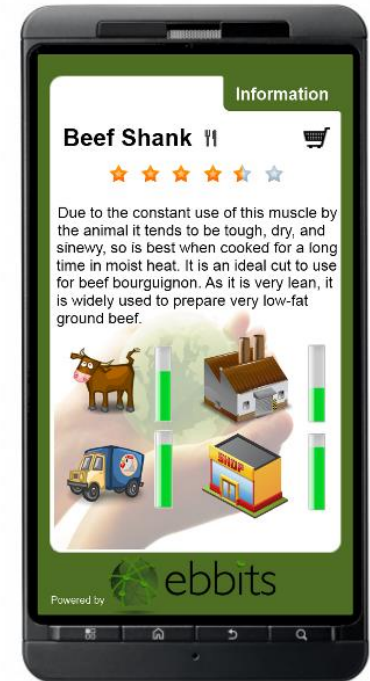 Information
Beef Shank
Due to the constant use of this muscle by
the animal it tends to be tough, dry, and
sinewy, so is best when cooked for a long
time in moist heat. It is an ideal cut to use
for beef bourguignon. As it is very lean, it
is widely used to prepare very low-fat
ground beef.
SHOP
Powered by ebbits